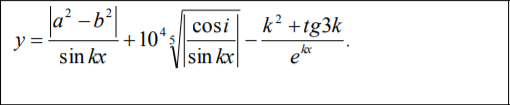 y = |a² − b²| / sin kx + 10⁴ ⁵√(|cos i / sin kx|) − (k² + tg3k) / e^(kx).